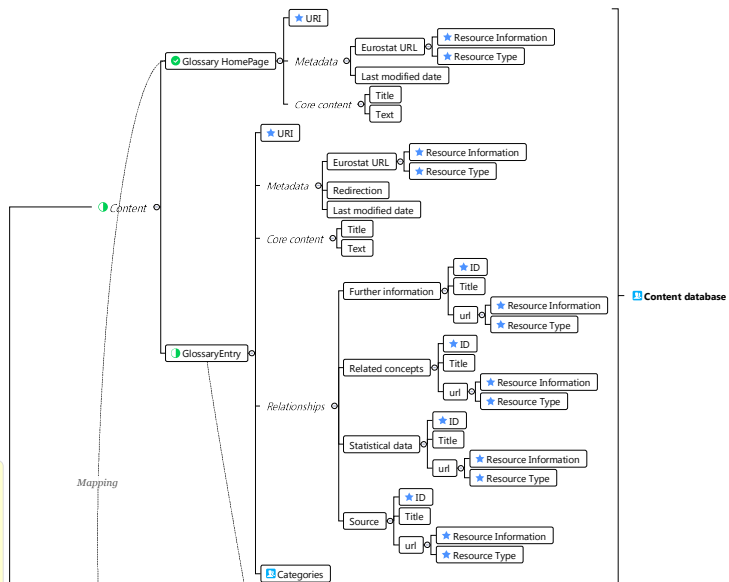 URI
Resource Information
Eurostat URL
Resource Type
Glossary HomePage
Metadata
Last modified date
Title
Core content
Text
URI
Resource Information
Eurostat URL
Resource Type
Metadata
Redirection
Last modified date
Content
Title
Core content
Text
ID
Title
Further information
Resource Information
url
Resource Type
Content database
ID
GlossaryEntry
Title
Related concepts
Resource Information
url
Resource Type
Relationships
ID
Title
Statistical data
Resource Information
url
Resource Type
Mapping
ID
Title
Source
Resource Information
url
Resource Type
Categories